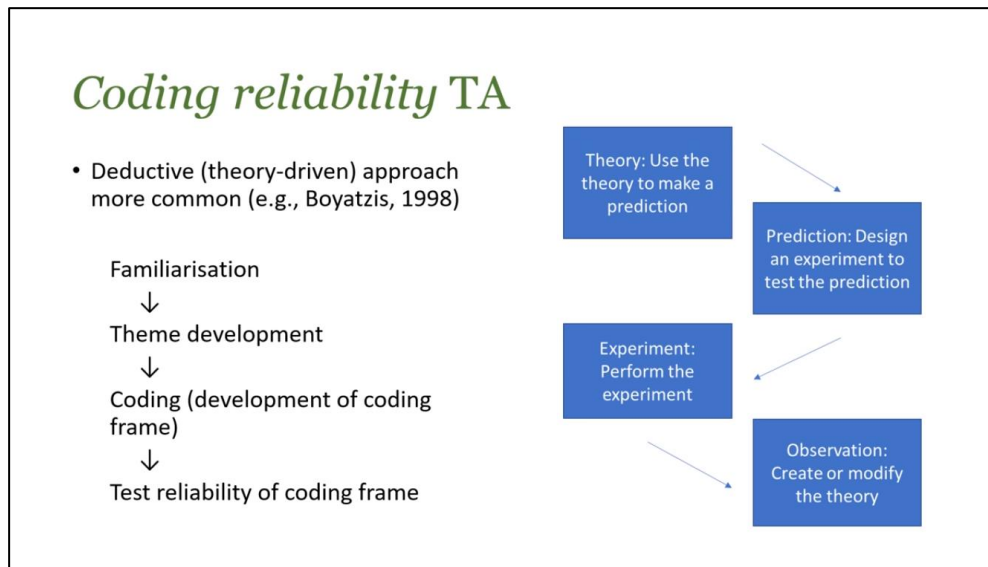 Coding reliability TA
• Deductive (theory-driven) approach
more common (e.g., Boyatzis, 1998)
Familiarisation
↓
Theme development
↓
Coding (development of coding
frame)
↓
Test reliability of coding frame
Theory: Use the
theory to make a
prediction
Prediction: Design
an experiment to
test the prediction
Experiment:
Perform the
experiment
Observation:
Create or modify
the theory